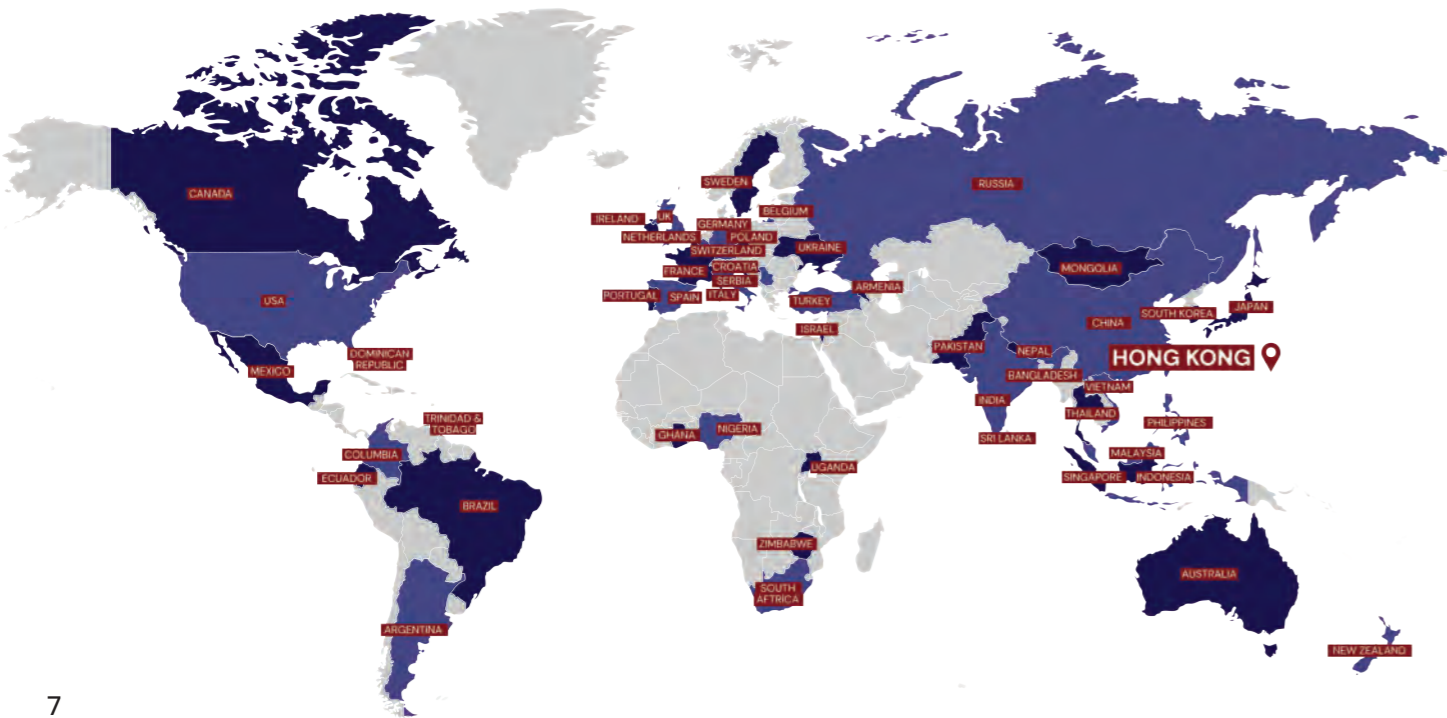 CANADA
USA
MEXICO
DOMINICAN
REPUBLIC
TRINIDAD &
TOBAGO
COLUMBIA
ECUADOR
BRAZIL
ARGENTINA
SWEDEN
IRELAND
UK
BELGIUM
GERMANY
NETHERLANDS
POLAND
SWITZERLAND
UKRAINE
FRANCE
CROATIA
SERBIA
PORTUGAL
SPAIN
ITALY
TURKEY
ARMENIA
ISRAEL
GHANA
NIGERIA
UGANDA
ZIMBABWE
SOUTH
AFTRICA
RUSSIA
MONGOLIA
CHINA
SOUTH KOREA
JAPAN
PAKISTAN
NEPAL
HONG KONG
BANGLADESH
VIETNAM
INDIA
THAILAND
PHILIPPINES
SRI LANKA
MALAYSIA
SINGAPORE
INDONESIA
AUSTRALIA
NEW ZEALAND
7